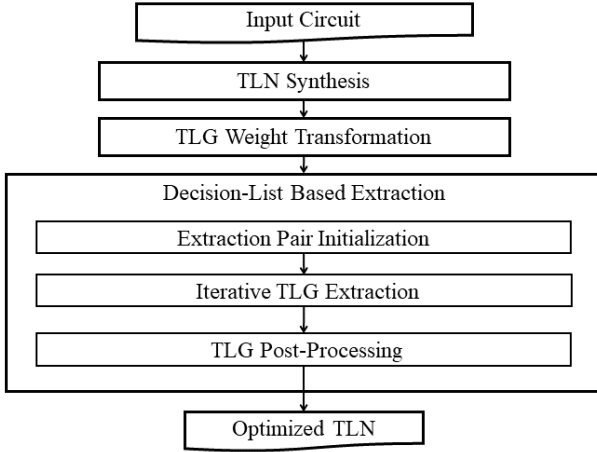 Input Circuit
TLN Synthesis
TLG Weight Transformation
Decision-List Based Extraction
Extraction Pair Initialization
Iterative TLG Extraction
TLG Post-Processing
Optimized TLN